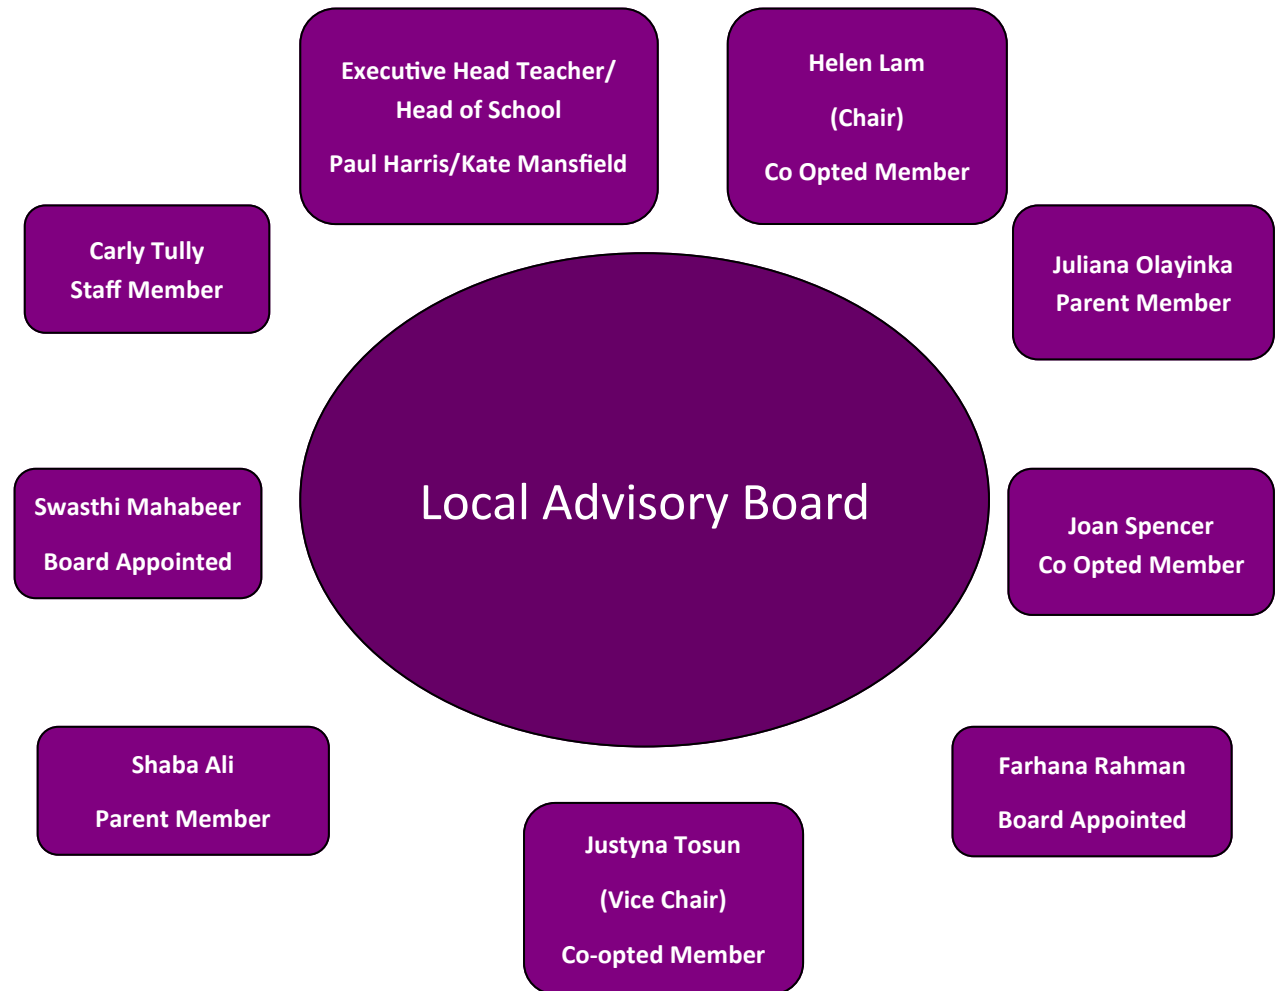 Executive Head Teacher/
Head of School
Paul Harris/Kate Mansfield
Helen Lam
(Chair)
Co Opted Member
Carly Tully
Staff Member
Juliana Olayinka
Parent Member
Local Advisory Board
Swasthi Mahabeer
Board Appointed
Joan Spencer
Co Opted Member
Shaba Ali
Parent Member
Farhana Rahman
Board Appointed
Justyna Tosun
(Vice Chair)
Co-opted Member